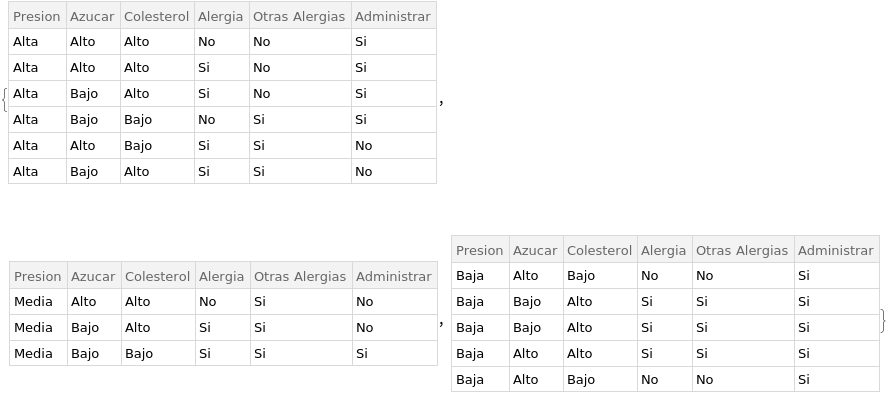 {
Presion Azucar Colesterol Alergia Otras Alergias Administrar
Alta Alto Alto No No Si
Alta Alto Alto Si No Si
Alta Bajo Alto Si No Si
Alta Bajo Bajo No Si Si
Alta Alto Bajo Si Si No
Alta Bajo Alto Si Si No
,
Presion Azucar Colesterol Alergia Otras Alergias Administrar
Media Alto Alto No Si No
Media Bajo Alto Si Si No
Media Bajo Bajo Si Si Si
,
Presion Azucar Colesterol Alergia Otras Alergias Administrar
Baja Alto Bajo No No Si
Baja Bajo Alto Si Si Si
Baja Bajo Alto Si Si Si
Baja Alto Alto Si Si Si
Baja Alto Bajo No No Si
}